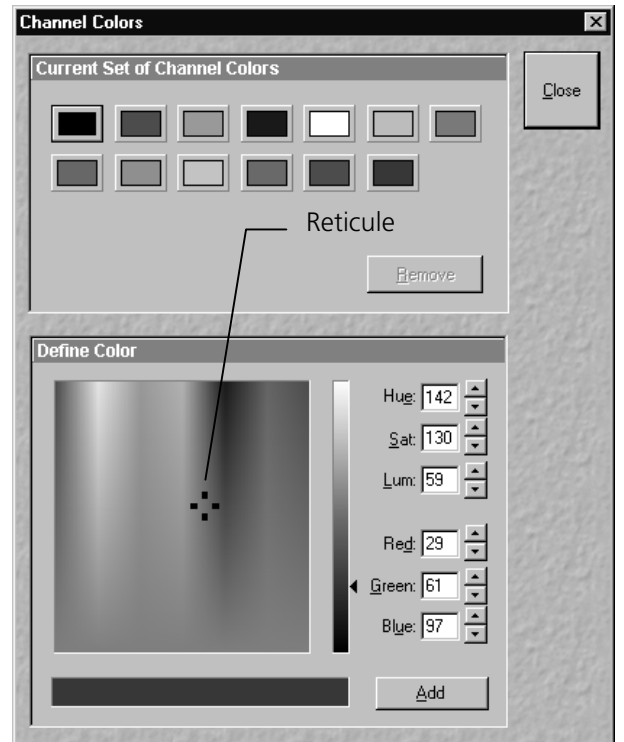 Channel Colors
Current Set of Channel Colors
Close
Reticule
Remove
Define Color
Hue: 142
Sat: 130
Lum: 59
Red: 29
Green: 61
Blue: 97
Add